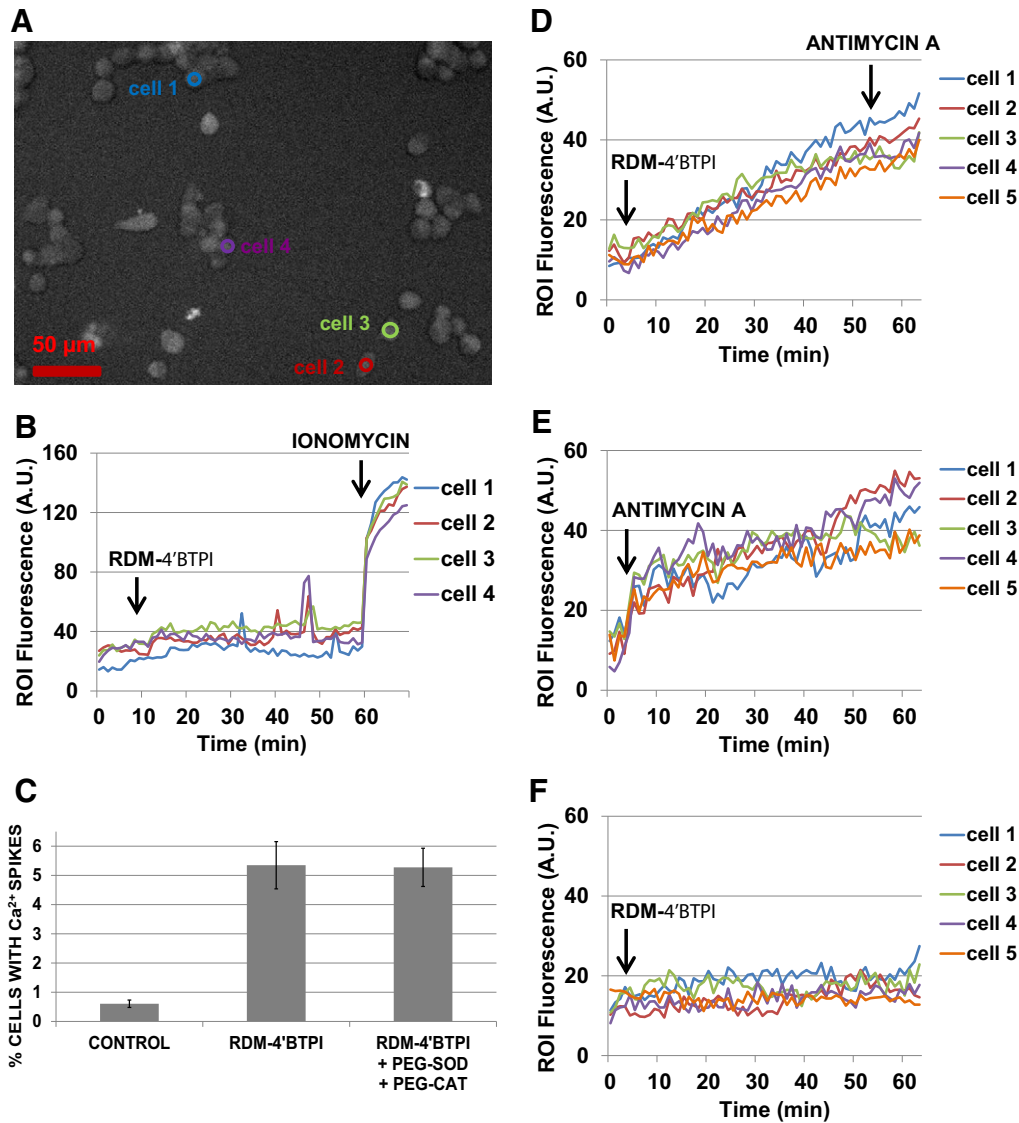 A
cell 1
cell 4
cell 3
cell 2
50 µm
B
ROI Fluorescence (A.U.)
160
120
80
40
0
IONOMYCIN
RDM-4'BTPI
cell 1
cell 2
cell 3
cell 4
0 10 20 30 40 50 60
Time (min)
C
% CELLS WITH Ca²⁺ SPIKES
6
5
4
3
2
1
0
CONTROL
RDM-4'BTPI
RDM-4'BTPI
+ PEG-SOD
+ PEG-CAT
D
ROI Fluorescence (A.U.)
60
40
20
0
ANTIMYCIN A
RDM-4'BTPI
cell 1
cell 2
cell 3
cell 4
cell 5
0 10 20 30 40 50 60
Time (min)
E
ROI Fluorescence (A.U.)
60
40
20
0
ANTIMYCIN A
cell 1
cell 2
cell 3
cell 4
cell 5
0 10 20 30 40 50 60
Time (min)
F
ROI Fluorescence (A.U.)
60
40
20
0
RDM-4'BTPI
cell 1
cell 2
cell 3
cell 4
cell 5
0 10 20 30 40 50 60
Time (min)